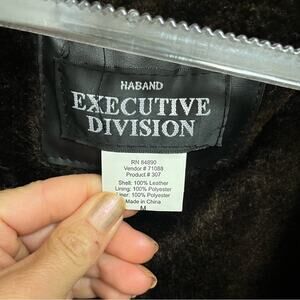 HABAND
EXECUTIVE
DIVISION
RN 84890
Vendor # 71088
Product # 307
Shell: 100% Leather
Lining: 100% Polyester
Liner: 100% Polyester
Made in China
M